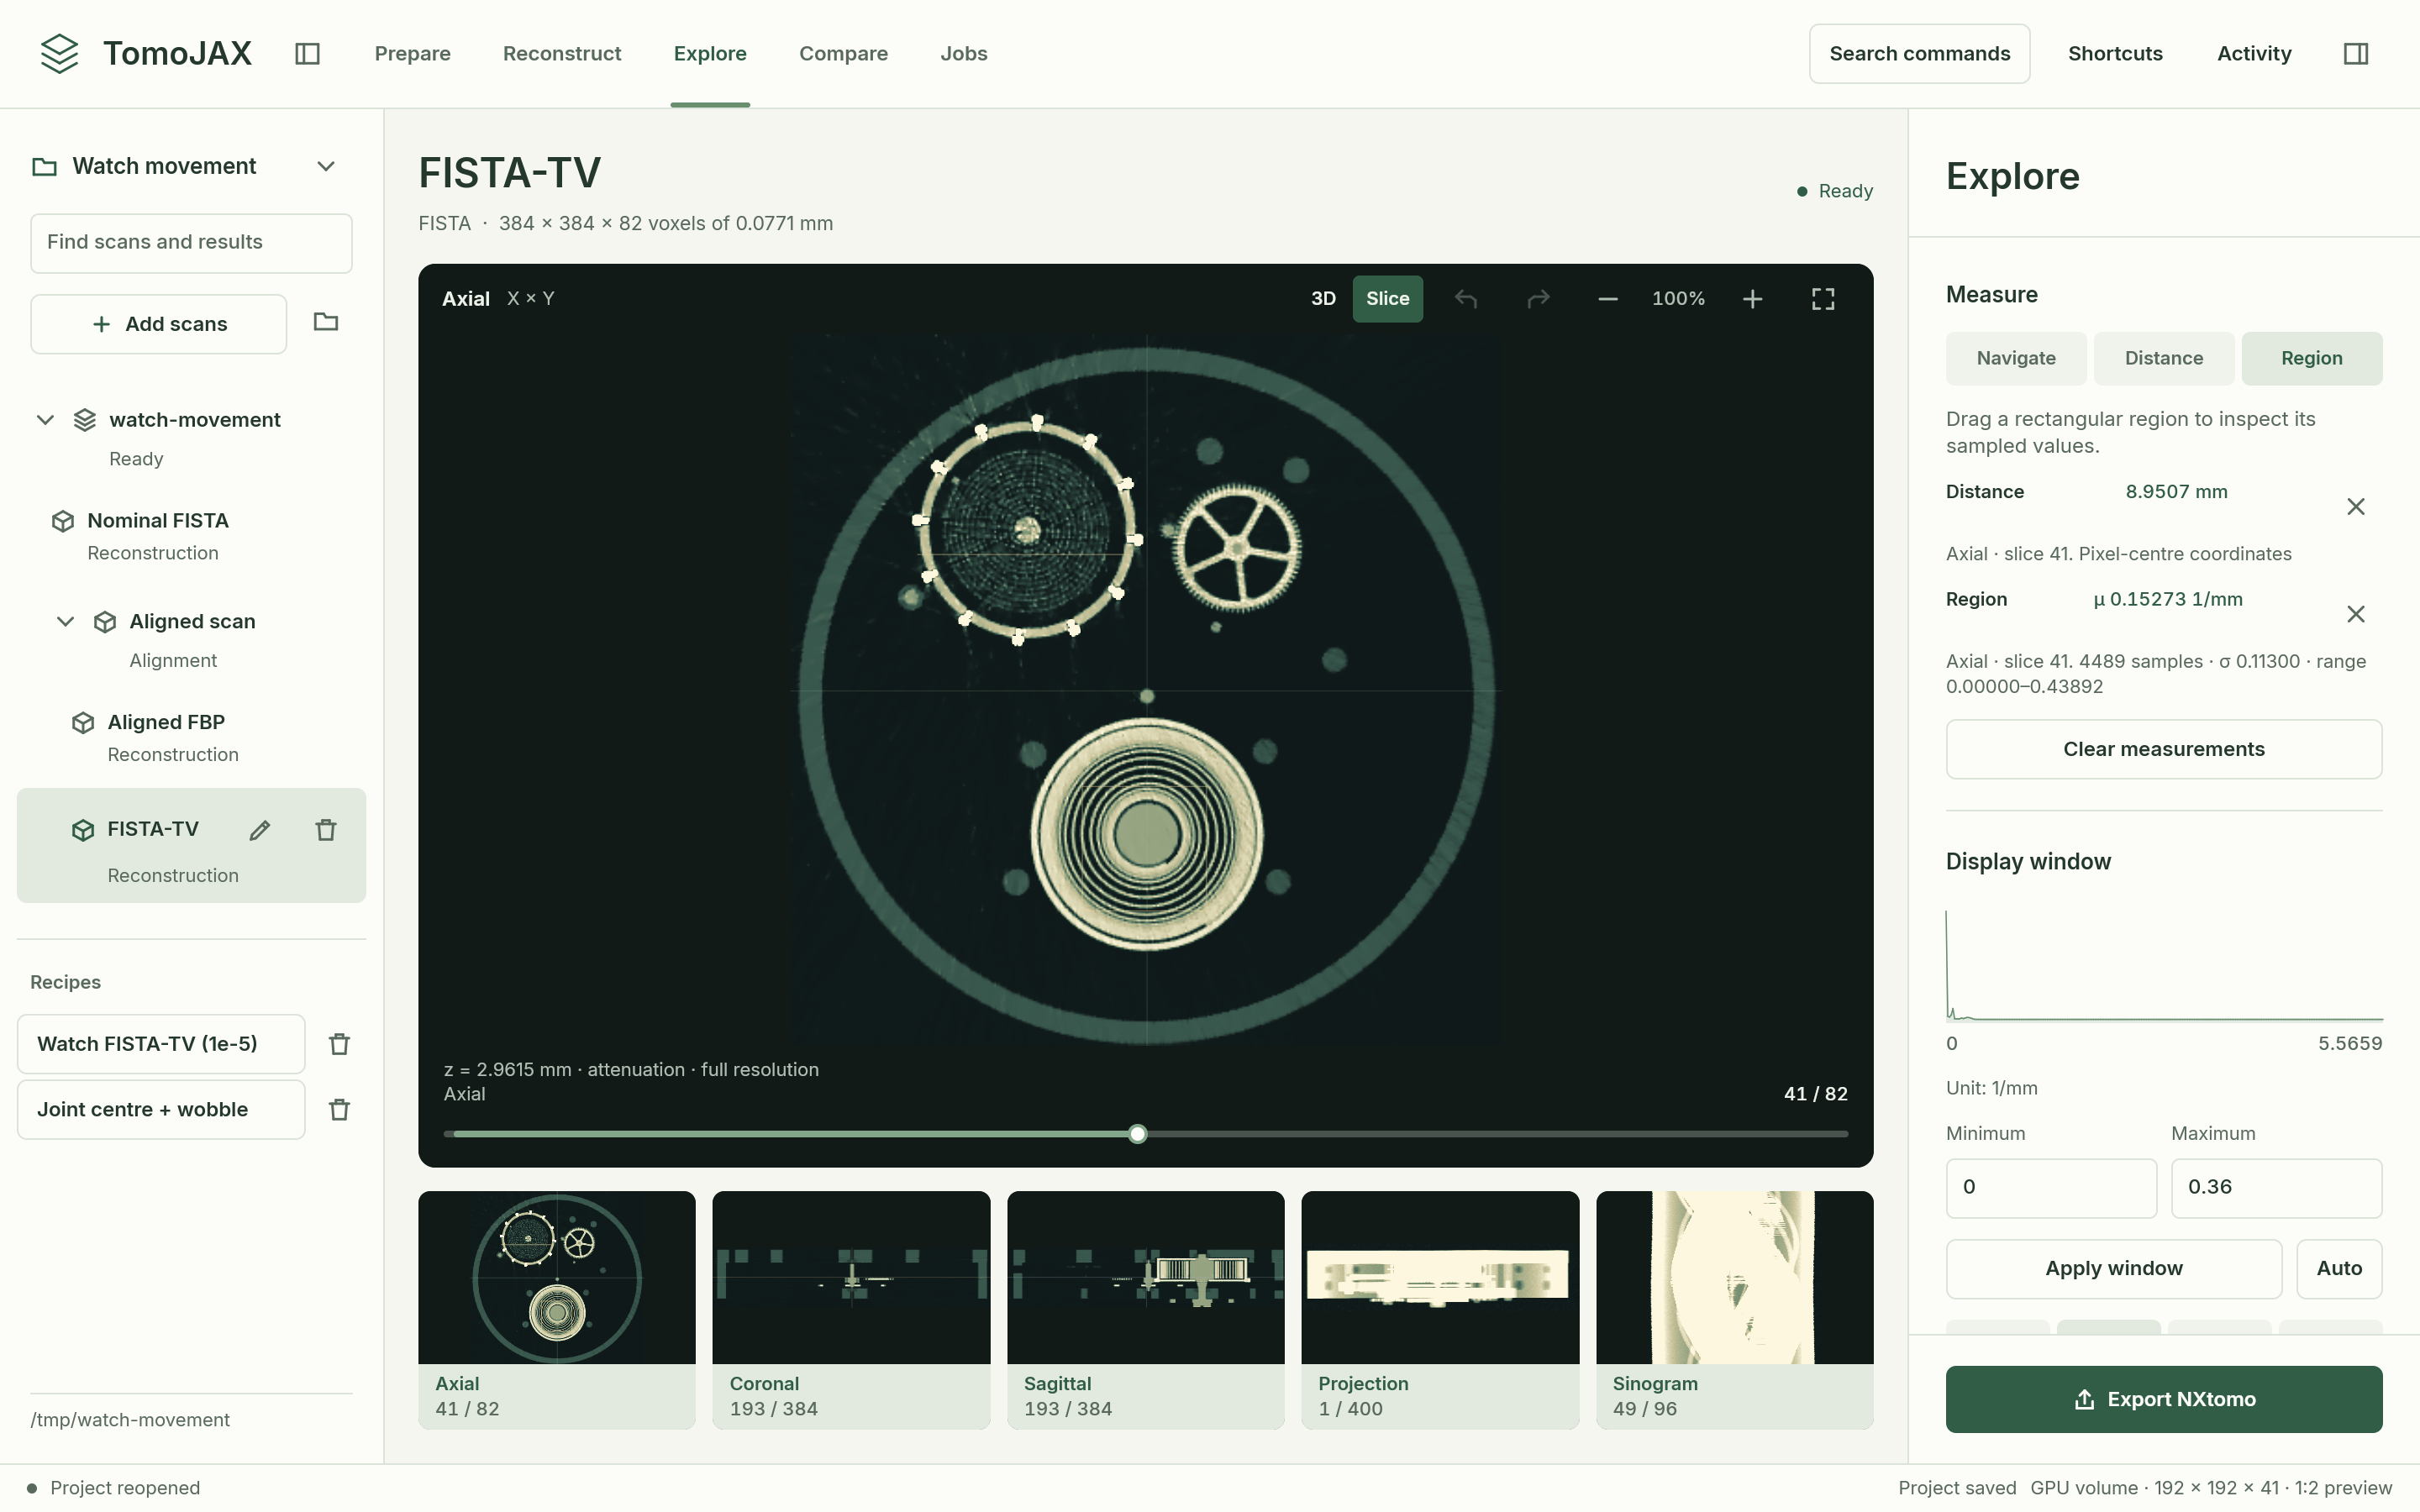 TomoJAX
Prepare
Reconstruct
Explore
Compare
Jobs
Search commands
Shortcuts
Activity
Watch movement
Find scans and results
Add scans
watch-movement
Ready
Nominal FISTA
Reconstruction
Aligned scan
Alignment
Aligned FBP
Reconstruction
FISTA-TV
Reconstruction
Recipes
Watch FISTA-TV (1e-5)
Joint centre + wobble
/tmp/watch-movement
FISTA-TV
FISTA · 384 × 384 × 82 voxels of 0.0771 mm
Ready
Axial X × Y
3D
Slice
100%
z = 2.9615 mm · attenuation · full resolution
Axial
41 / 82
Axial
41 / 82
Coronal
193 / 384
Sagittal
193 / 384
Projection
1 / 400
Sinogram
49 / 96
Explore
Measure
Navigate
Distance
Region
Drag a rectangular region to inspect its
sampled values.
Distance 8.9507 mm
Axial · slice 41. Pixel-centre coordinates
Region μ 0.15273 1/mm
Axial · slice 41. 4489 samples · σ 0.11300 · range
0.00000–0.43892
Clear measurements
Display window
0 5.5659
Unit: 1/mm
Minimum Maximum
0 0.36
Apply window
Auto
Export NXtomo
Project reopened
Project saved GPU volume · 192 × 192 × 41 · 1:2 preview